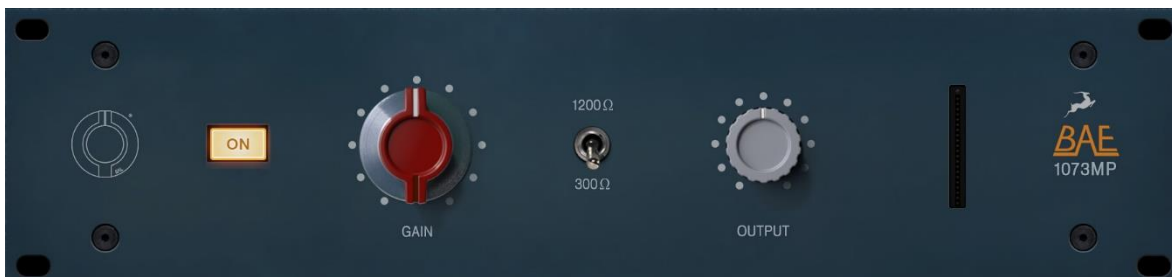 ON
GAIN
1200Ω
300Ω
OUTPUT
BAE
1073MP